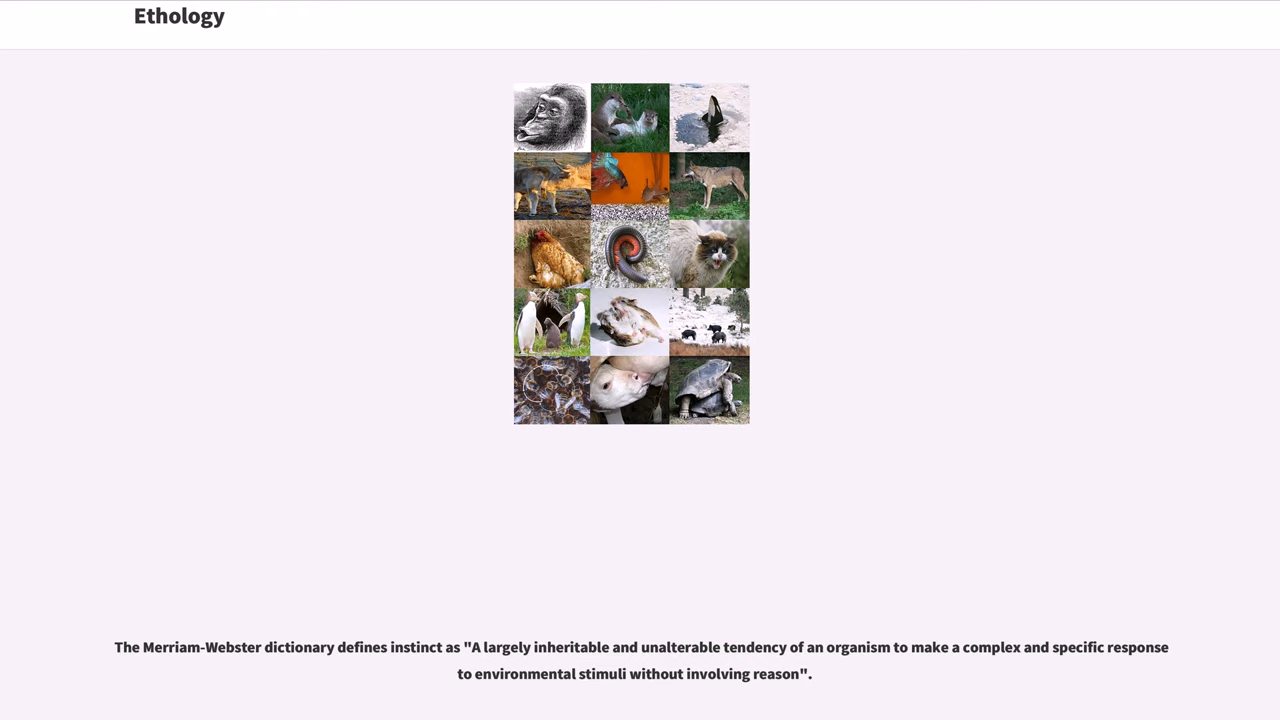 Ethology
The Merriam-Webster dictionary defines instinct as "A largely inheritable and unalterable tendency of an organism to make a complex and specific response
to environmental stimuli without involving reason".